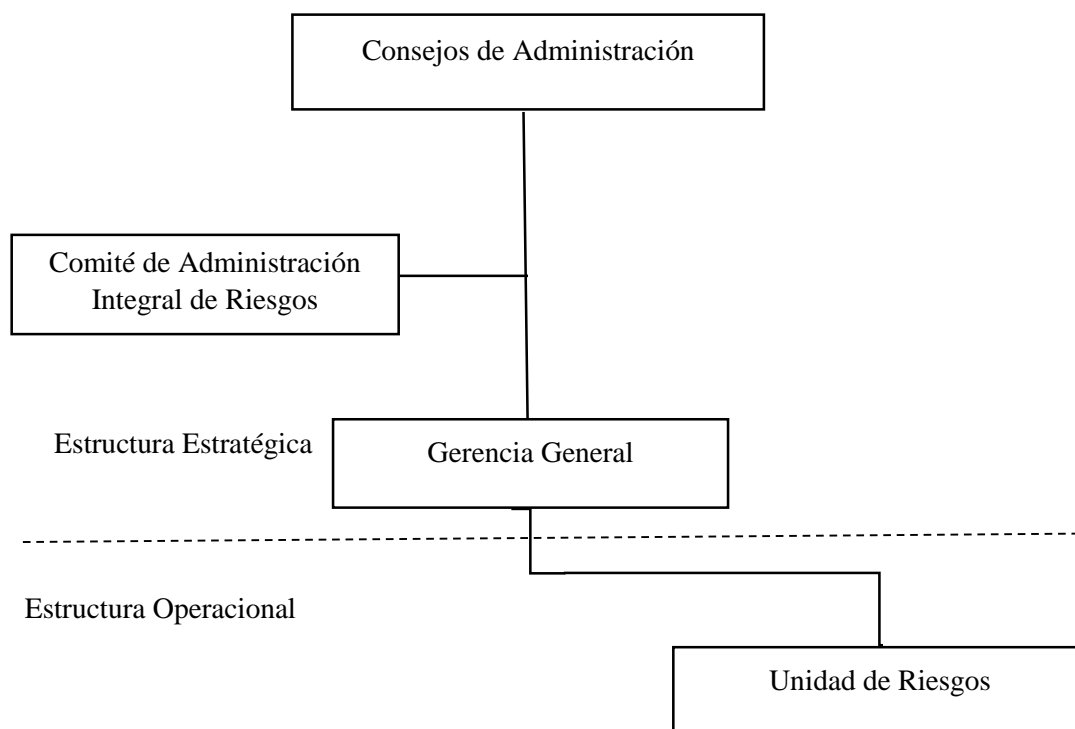 Consejos de Administración
Comité de Administración
Integral de Riesgos
Estructura Estratégica
Gerencia General
Estructura Operacional
Unidad de Riesgos